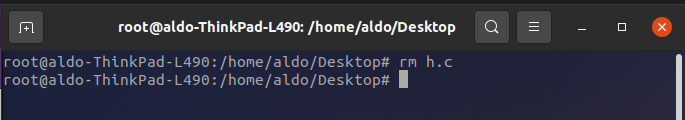 root@aldo-ThinkPad-L490: /home/aldo/Desktop
root@aldo-ThinkPad-L490:/home/aldo/Desktop# rm h.c
root@aldo-ThinkPad-L490:/home/aldo/Desktop#